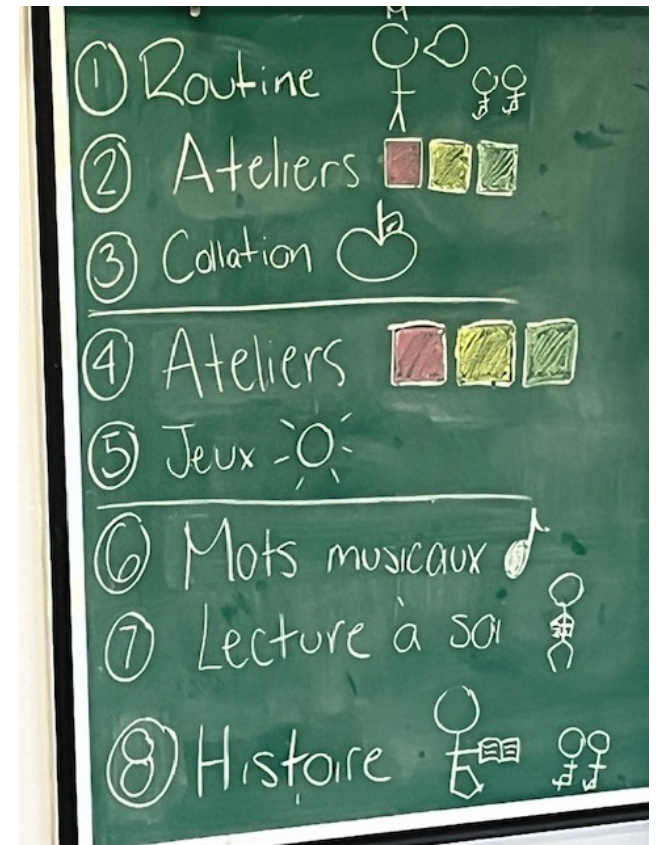 ① Routine
② Ateliers
③ Collation
④ Ateliers
⑤ Jeux
⑥ Mots musicaux
⑦ Lecture à soi
⑧ Histoire